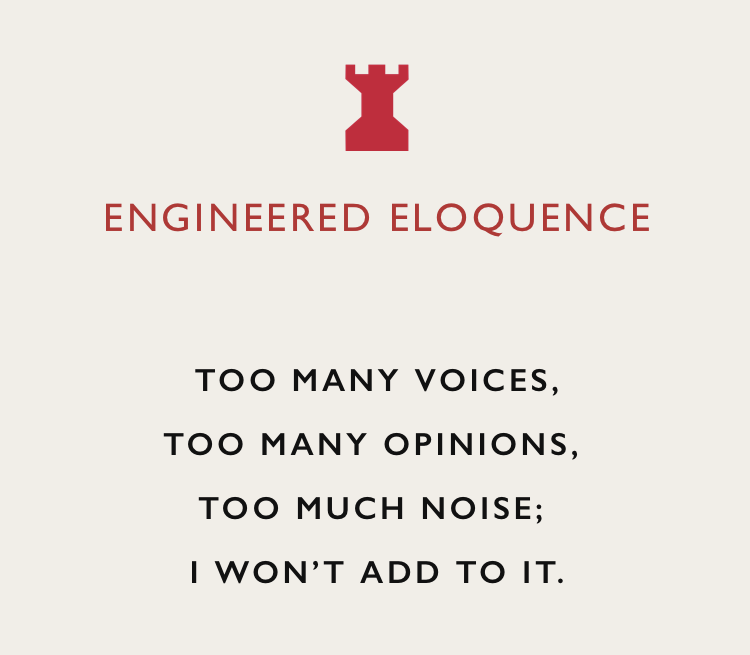 ENGINEERED ELOQUENCE
TOO MANY VOICES,
TOO MANY OPINIONS,
TOO MUCH NOISE;
I WON’T ADD TO IT.